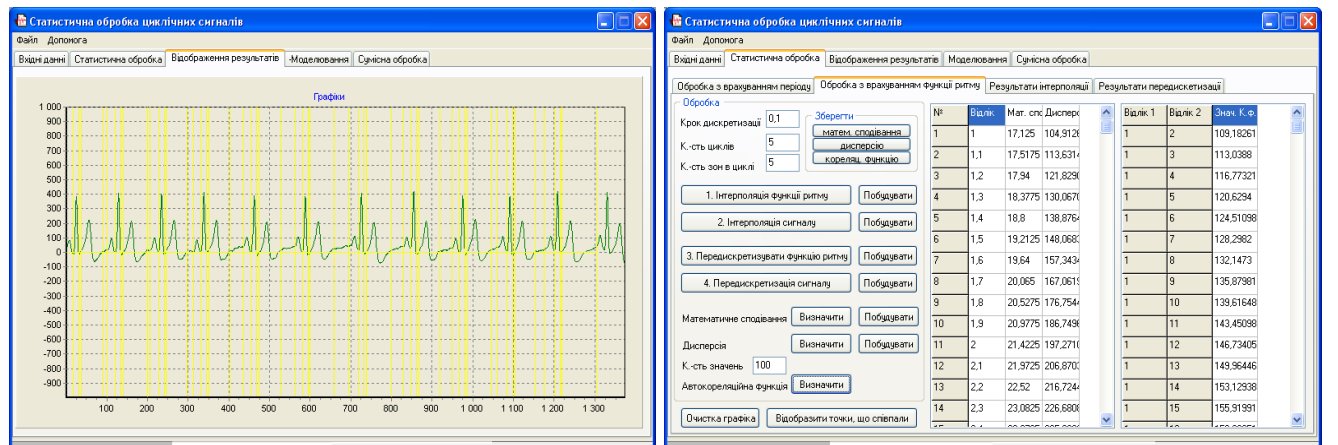 Статистична обробка циклічних сигналів
Файл Допомога
Вхідні данні Статистична обробка Відображення результатів -Моделювання Сумісна обробка
Графіки
1 000
900
800
700
600
500
400
300
200
100
0
-100
-200
-300
-400
-500
-600
-700
-800
-900
100 200 300 400 500 600 700 800 900 1 000 1 100 1 200 1 300
Статистична обробка циклічних сигналів
Файл Допомога
Вхідні данні Статистична обробка Відображення результатів Моделювання Сумісна обробка
Обробка з врахуванням періоду Обробка з врахуванням функції ритму Результати інтерполяції Результати передискетизації
Обробка
Крок дискретизації 0,1
К.-сть циклів 5
К.-сть зон в циклі 5
Зберегти
матем. сподівання
дисперсію
кореляц. функцію
1. Інтерполяція функції ритму Побудувати
2. Інтерполяція сигналу Побудувати
3. Передискретизувати функцію ритму Побудувати
4. Передискретизація сигналу Побудувати
Математичне сподівання Визначити Побудувати
Дисперсія Визначити Побудувати
К.-сть значень 100
Автокореляційна функція Визначити
Очистка графіка Відобразити точки, що співпали
№ Відлік Мат. спо Дисперс
1 1 17,125 104,9126
2 1,1 17,5175 113,6314
3 1,2 17,94 121,8290
4 1,3 18,3775 130,0670
5 1,4 18,8 138,8764
6 1,5 19,2125 148,0683
7 1,6 19,64 157,3434
8 1,7 20,065 167,0619
9 1,8 20,5275 176,7544
10 1,9 20,9775 186,7496
11 2 21,4225 197,2710
12 2,1 21,9725 206,8703
13 2,2 22,52 216,7244
14 2,3 23,0825 226,6808
Відлік 1 Відлік 2 Знач. К.ф.
1 2 109,18261
1 3 113,0388
1 4 116,77321
1 5 120,6294
1 6 124,51098
1 7 128,2982
1 8 132,1473
1 9 135,87981
1 10 139,61648
1 11 143,45098
1 12 146,73405
1 13 149,96446
1 14 153,12938
1 15 155,91991